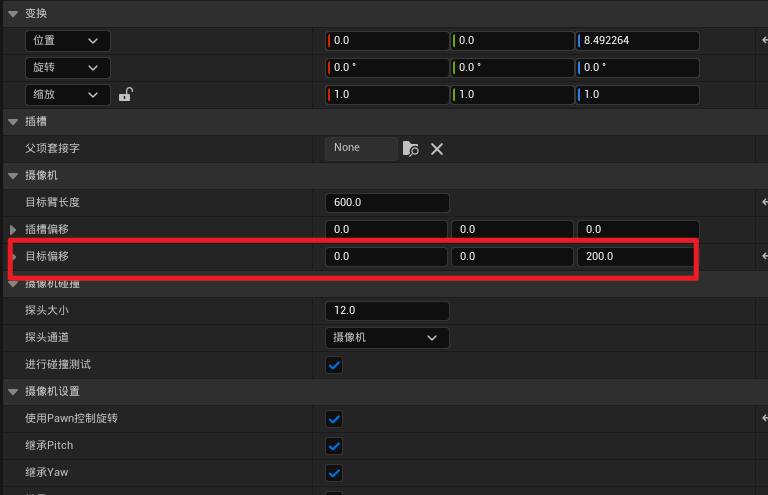 变换
位置 0.0 0.0 8.492264
旋转 0.0 ° 0.0 ° 0.0 °
缩放 1.0 1.0 1.0
插槽
父项套接字 None
摄像机
目标臂长度 600.0
插槽偏移 0.0 0.0 0.0
目标偏移 0.0 0.0 200.0
摄像机碰撞
探头大小 12.0
探头通道 摄像机
进行碰撞测试
摄像机设置
使用Pawn控制旋转
继承Pitch
继承Yaw